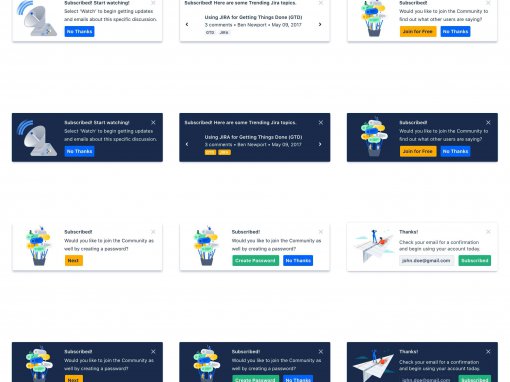 Subscribed! Start watching!
Select 'Watch' to begin getting updates
and emails about this specific discussion.
No Thanks
Subscribed! Here are some Trending Jira topics.
Using JIRA for Getting Things Done (GTD)
3 comments • Ben Newport • May 09, 2017
GTD JIRA
Subscribed!
Would you like to join the Community to
find out what other users are saying?
Join for Free No Thanks
Subscribed! Start watching!
Select 'Watch' to begin getting updates
and emails about this specific discussion.
No Thanks
Subscribed! Here are some Trending Jira topics.
Using JIRA for Getting Things Done (GTD)
3 comments • Ben Newport • May 09, 2017
GTD JIRA
Subscribed!
Would you like to join the Community to
find out what other users are saying?
Join for Free No Thanks
Subscribed!
Would you like to join the Community as
well by creating a password?
Next
Subscribed!
Would you like to join the Community as
well by creating a password?
Create Password No Thanks
Thanks!
Check your email for a confirmation
and begin using your account today.
john.doe@gmail.com Subscribed
Subscribed!
Would you like to join the Community as
well by creating a password?
Next
Subscribed!
Would you like to join the Community as
well by creating a password?
Create Password No Thanks
Thanks!
Check your email for a confirmation
and begin using your account today.
john.doe@gmail.com Subscribed